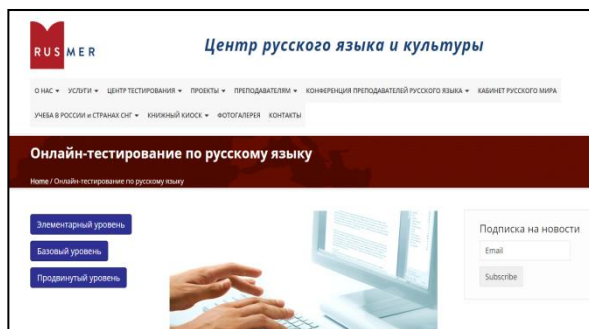 RUSMER
Центр русского языка и культуры
О НАС УСЛУГИ ЦЕНТР ТЕСТИРОВАНИЯ ПРОЕКТЫ ПРЕПОДАВАТЕЛЯМ КОНФЕРЕНЦИЯ ПРЕПОДАВАТЕЛЕЙ РУССКОГО ЯЗЫКА КАБИНЕТ РУССКОГО МИРА
УЧЕБА В РОССИИ и СТРАНАХ СНГ КНИЖНЫЙ КИОСК ФОТОГАЛЕРЕЯ КОНТАКТЫ
Онлайн-тестирование по русскому языку
Home / Онлайн-тестирование по русскому языку
Элементарный уровень
Базовый уровень
Продвинутый уровень
Подписка на новости
Email
Subscribe